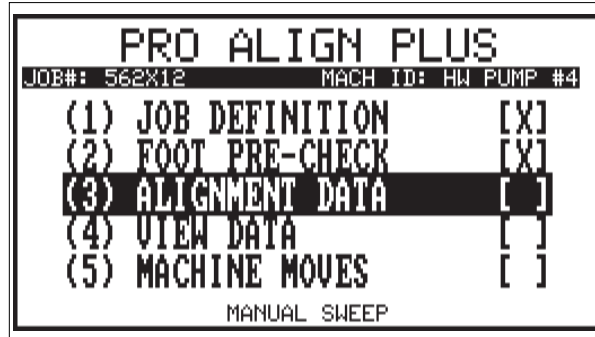 PRO ALIGN PLUS
JOB#: 562X12 MACH ID: HW PUMP #4
(1) JOB DEFINITION [X]
(2) FOOT PRE-CHECK [X]
(3) ALIGNMENT DATA [ ]
(4) VIEW DATA [ ]
(5) MACHINE MOVES [ ]
MANUAL SWEEP